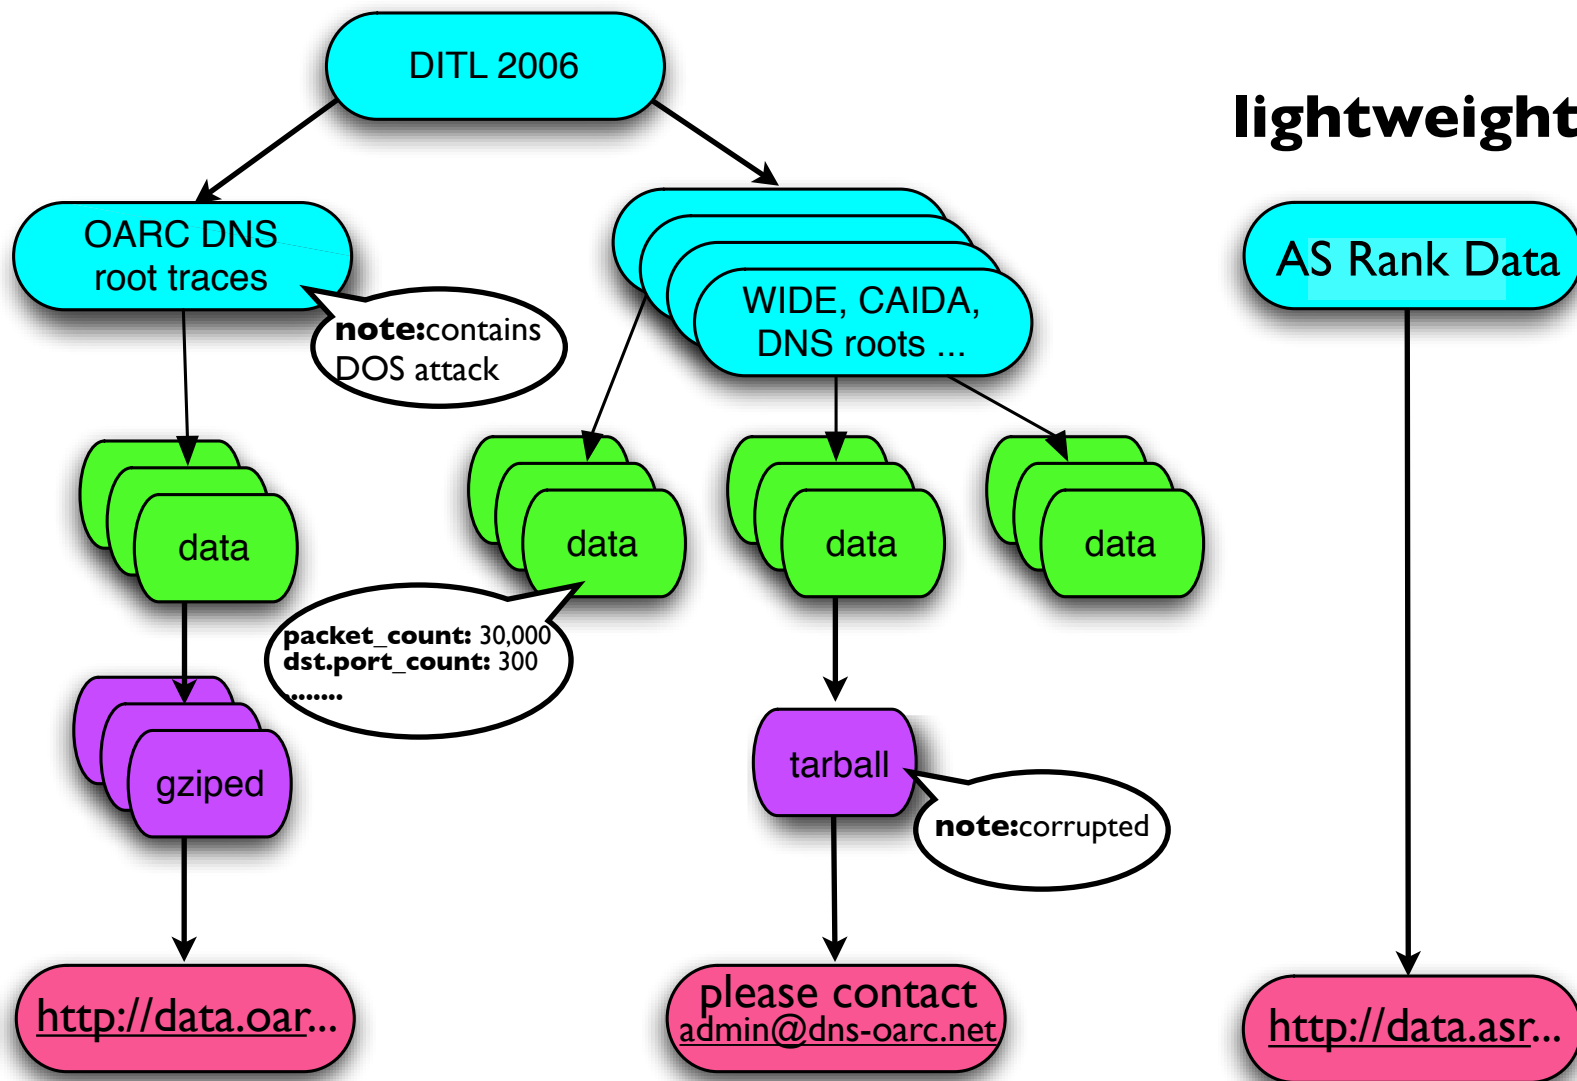 DITL 2006
lightweight
OARC DNS
root traces
note:contains
DOS attack
WIDE, CAIDA,
DNS roots ...
AS Rank Data
data
data
data
data
packet_count: 30,000
dst.port_count: 300
........
gziped
tarball
note:corrupted
http://data.oar...
please contact
admin@dns-oarc.net
http://data.asr...